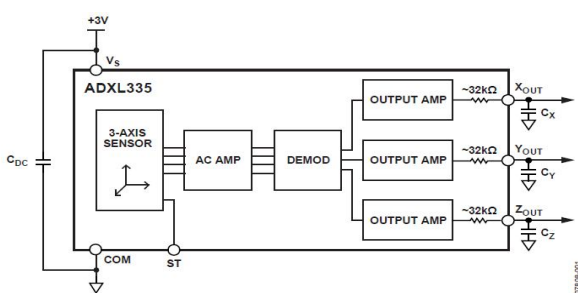 +3V
VS
ADXL335
3-AXIS
SENSOR
AC AMP
DEMOD
OUTPUT AMP
~32kΩ
XOUT
CX
OUTPUT AMP
~32kΩ
YOUT
CY
OUTPUT AMP
~32kΩ
ZOUT
CZ
CDC
COM
ST